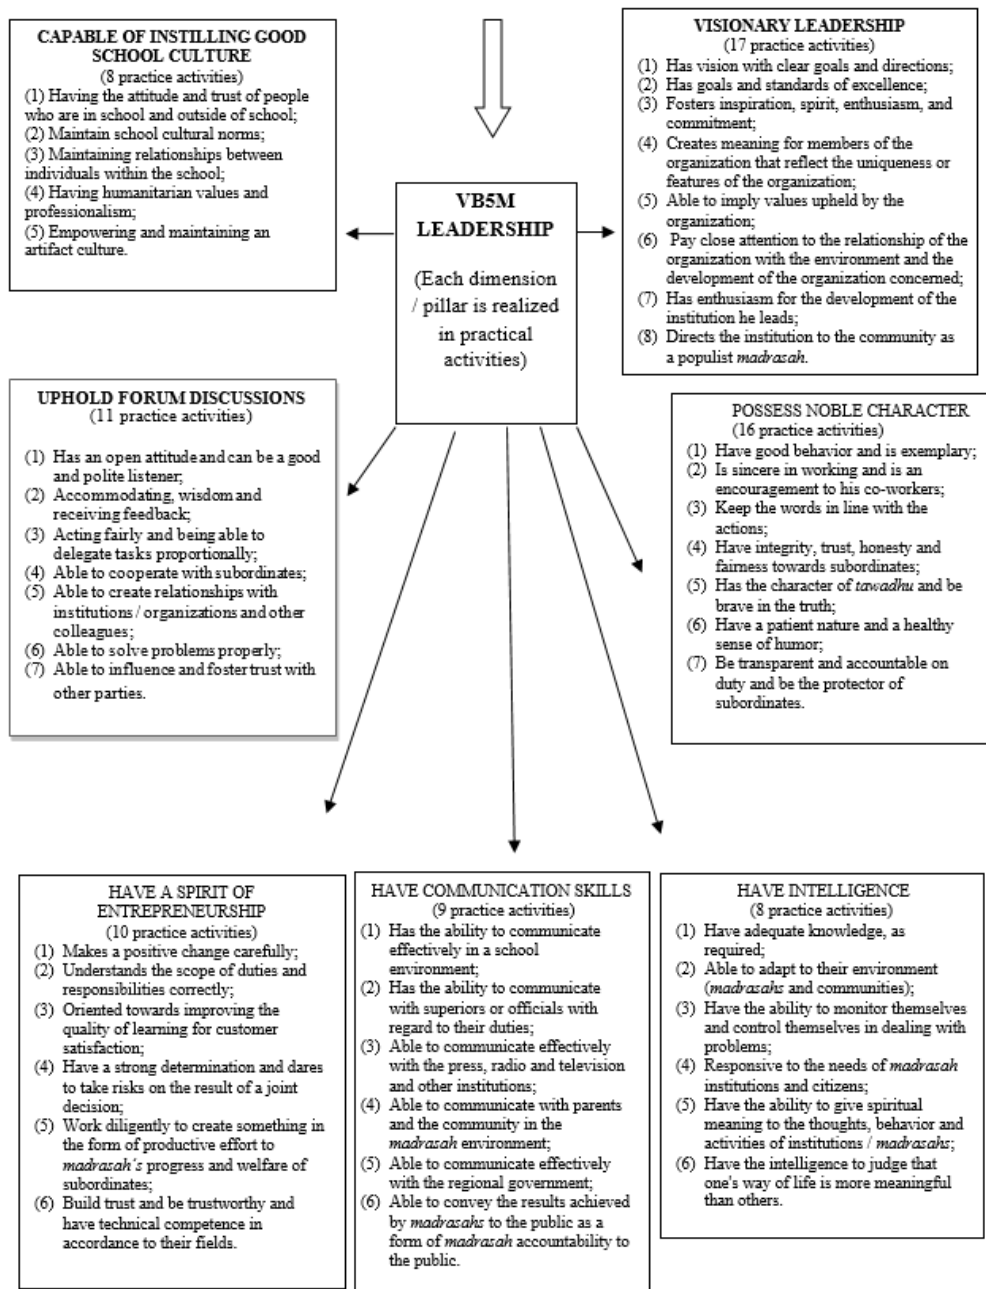 CAPABLE OF INSTILLING GOOD
SCHOOL CULTURE
(8 practice activities)
(1) Having the attitude and trust of people
who are in school and outside of school;
(2) Maintain school cultural norms;
(3) Maintaining relationships between
individuals within the school;
(4) Having humanitarian values and
professionalism;
(5) Empowering and maintaining an
artifact culture.
VISIONARY LEADERSHIP
(17 practice activities)
(1) Has vision with clear goals and directions;
(2) Has goals and standards of excellence;
(3) Fosters inspiration, spirit, enthusiasm, and
commitment;
(4) Creates meaning for members of the
organization that reflect the uniqueness or
features of the organization;
(5) Able to imply values upheld by the
organization;
(6) Pay close attention to the relationship of the
organization with the environment and the
development of the organization concerned;
(7) Has enthusiasm for the development of the
institution he leads;
(8) Directs the institution to the community as
a populist madrasah.
VB5M
LEADERSHIP
(Each dimension
/ pillar is realized
in practical
activities)
UPHOLD FORUM DISCUSSIONS
(11 practice activities)
(1) Has an open attitude and can be a good
and polite listener;
(2) Accommodating, wisdom and
receiving feedback;
(3) Acting fairly and being able to
delegate tasks proportionally;
(4) Able to cooperate with subordinates;
(5) Able to create relationships with
institutions / organizations and other
colleagues;
(6) Able to solve problems properly;
(7) Able to influence and foster trust with
other parties.
POSSESS NOBLE CHARACTER
(16 practice activities)
(1) Have good behavior and is exemplary;
(2) Is sincere in working and is an
encouragement to his co-workers;
(3) Keep the words in line with the
actions;
(4) Have integrity, trust, honesty and
fairness towards subordinates;
(5) Has the character of tawadhu and be
brave in the truth;
(6) Have a patient nature and a healthy
sense of humor;
(7) Be transparent and accountable on
duty and be the protector of
subordinates.
HAVE A SPIRIT OF
ENTREPRENEURSHIP
(10 practice activities)
(1) Makes a positive change carefully;
(2) Understands the scope of duties and
responsibilities correctly;
(3) Oriented towards improving the
quality of learning for customer
satisfaction;
(4) Have a strong determination and dares
to take risks on the result of a joint
decision;
(5) Work diligently to create something in
the form of productive effort to
madrasah's progress and welfare of
subordinates;
(6) Build trust and be trustworthy and
have technical competence in
accordance to their fields.
HAVE COMMUNICATION SKILLS
(9 practice activities)
(1) Has the ability to communicate
effectively in a school
environment;
(2) Has the ability to communicate
with superiors or officials with
regard to their duties;
(3) Able to communicate effectively
with the press, radio and television
and other institutions;
(4) Able to communicate with parents
and the community in the
madrasah environment;
(5) Able to communicate effectively
with the regional government;
(6) Able to convey the results achieved
by madrasahs to the public as a
form of madrasah accountability to
the public.
HAVE INTELLIGENCE
(8 practice activities)
(1) Have adequate knowledge, as
required;
(2) Able to adapt to their environment
(madrasahs and communities);
(3) Have the ability to monitor themselves
and control themselves in dealing with
problems;
(4) Responsive to the needs of madrasah
institutions and citizens;
(5) Have the ability to give spiritual
meaning to the thoughts, behavior and
activities of institutions / madrasahs;
(6) Have the intelligence to judge that
one's way of life is more meaningful
than others.